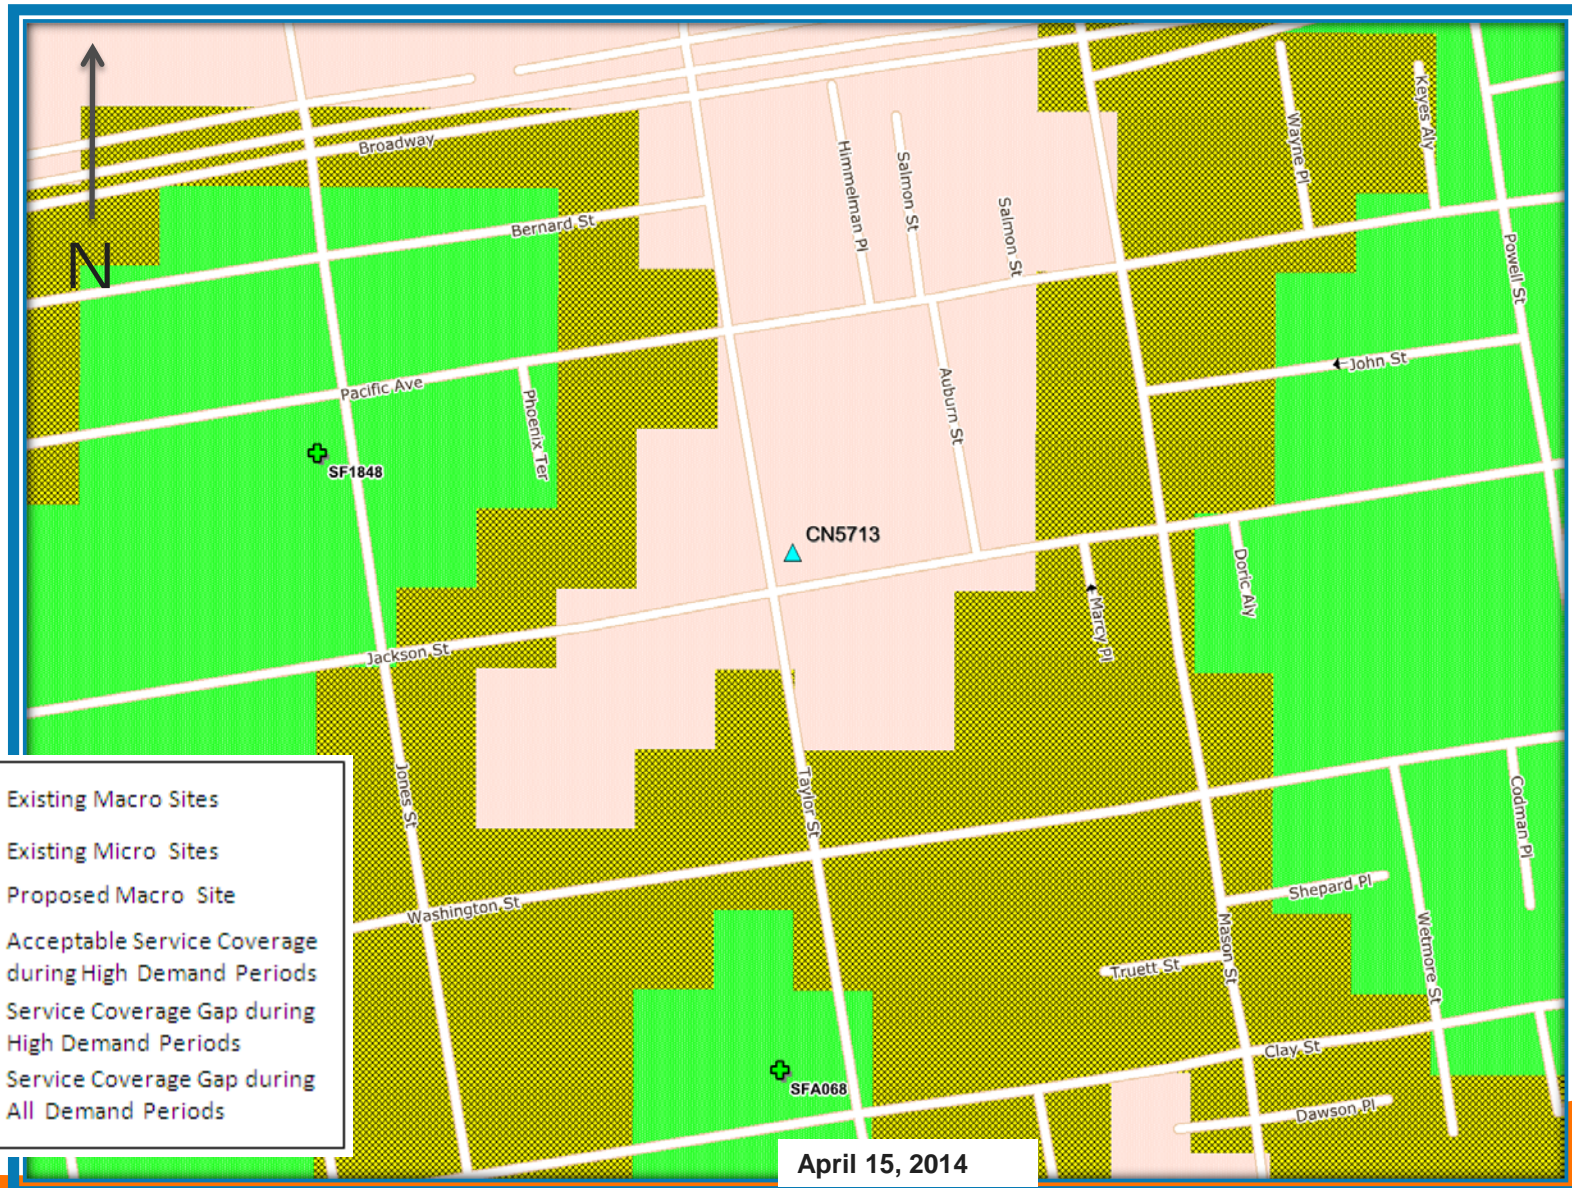 Broadway
Bernard St
Himmelman Pl
Salmon St
Salmon St
Wayne Pl
Keyes Aly
Powell St
N
Pacific Ave
Phoenix Ter
Auburn St
John St
SF1848
CN5713
Doric Aly
Marcy Pl
Jackson St
Jones St
Taylor St
Codman Pl
Existing Macro Sites
Existing Micro Sites
Proposed Macro Site
Acceptable Service Coverage
during High Demand Periods
Service Coverage Gap during
High Demand Periods
Service Coverage Gap during
All Demand Periods
Washington St
Shepard Pl
Mason St
Wetmore St
Truett St
Clay St
SFA068
Dawson Pl
April 15, 2014